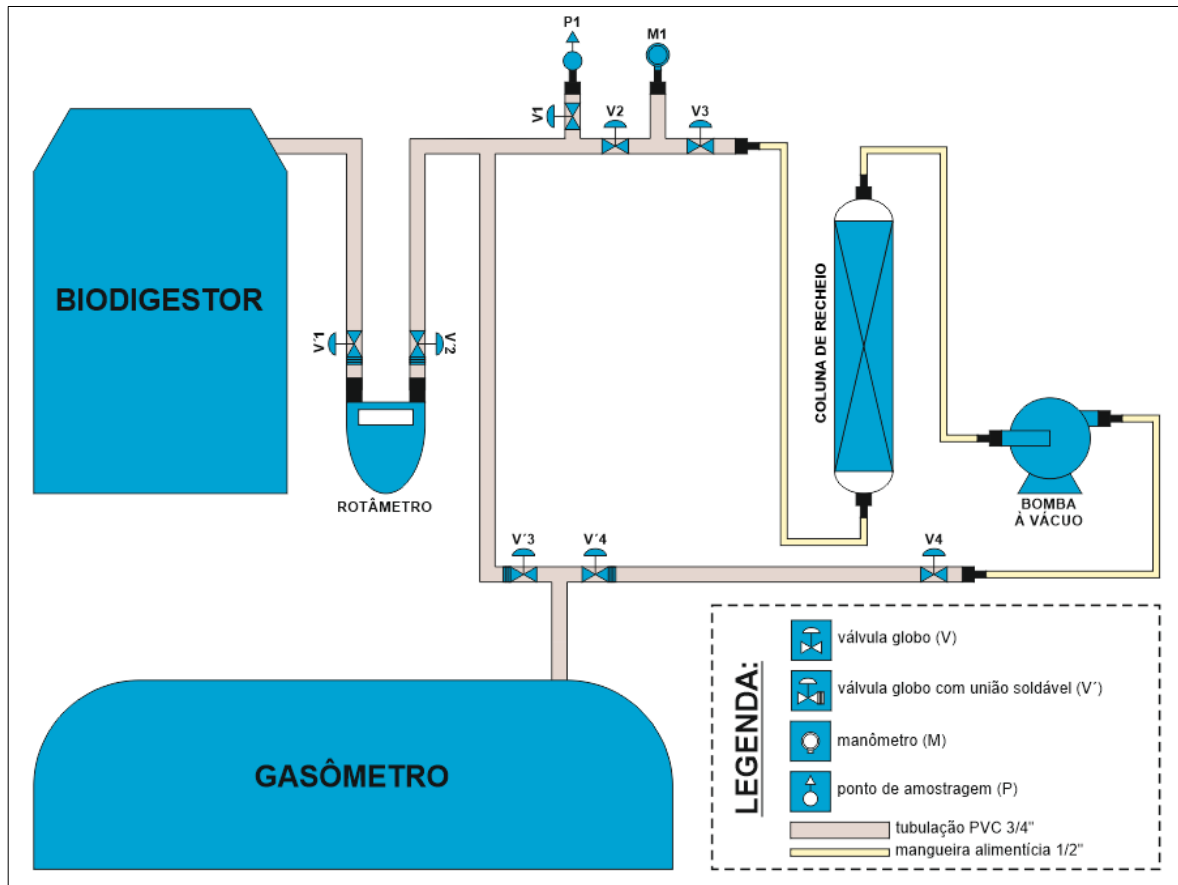 P1
M1
V1
V2
V3
BIODIGESTOR
V´1
V´2
ROTÂMETRO
COLUNA DE RECHEIO
BOMBA
À VÁCUO
V´3
V´4
V4
GASÔMETRO
LEGENDA:
válvula globo (V)
válvula globo com união soldável (V´)
manômetro (M)
ponto de amostragem (P)
tubulação PVC 3/4"
mangueira alimentícia 1/2"